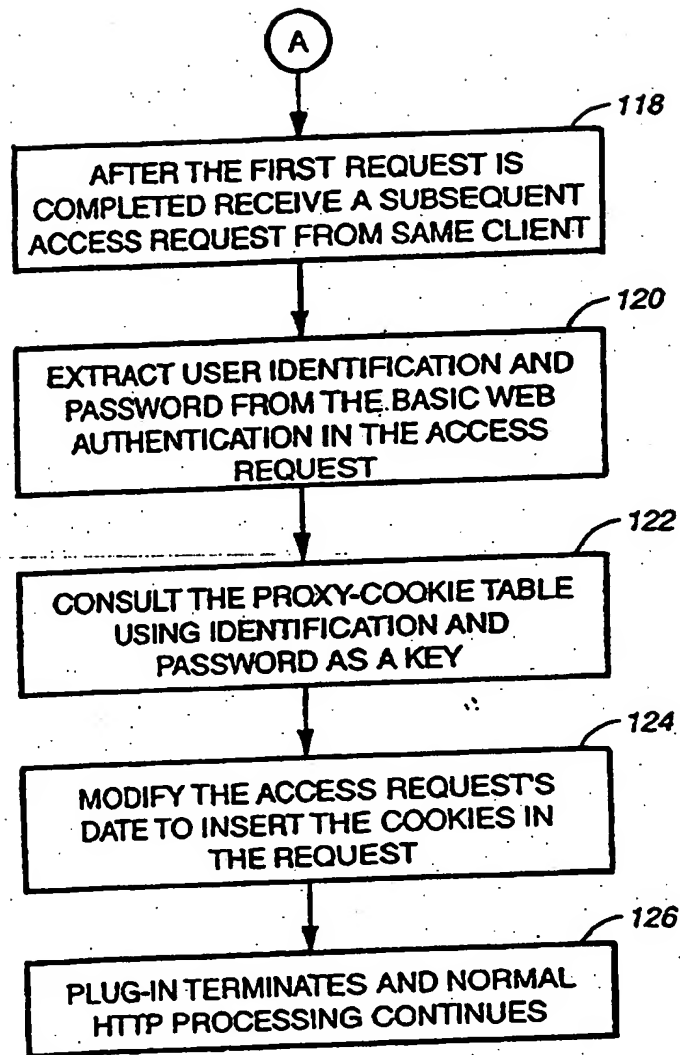 A
118
AFTER THE FIRST REQUEST IS
COMPLETED RECEIVE A SUBSEQUENT
ACCESS REQUEST FROM SAME CLIENT
120
EXTRACT USER IDENTIFICATION AND
PASSWORD FROM THE BASIC WEB
AUTHENTICATION IN THE ACCESS
REQUEST
122
CONSULT THE PROXY-COOKIE TABLE
USING IDENTIFICATION AND
PASSWORD AS A KEY
124
MODIFY THE ACCESS REQUEST'S
DATE TO INSERT THE COOKIES IN
THE REQUEST
126
PLUG-IN TERMINATES AND NORMAL
HTTP PROCESSING CONTINUES